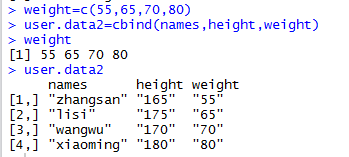 > weight=c(55,65,70,80)
> user.data2=cbind(names,height,weight)
> weight
[1] 55 65 70 80
> user.data2
     names      height weight
[1,] "zhangsan" "165"  "55"
[2,] "lisi"     "175"  "65"
[3,] "wangwu"   "170"  "70"
[4,] "xiaoming" "180"  "80"